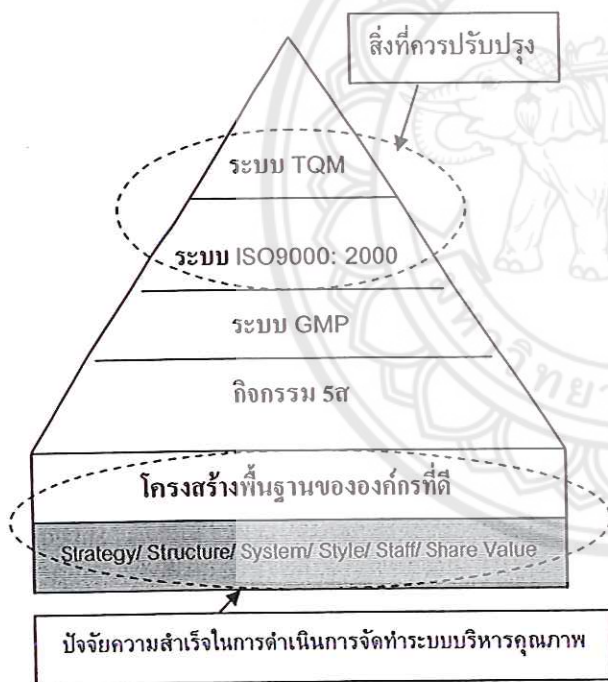 สิ่งที่ควรปรับปรุง
ระบบ TQM
ระบบ ISO9000: 2000
ระบบ GMP
กิจกรรม 5ส
โครงสร้างพื้นฐานขององค์กรที่ดี
Strategy/ Structure/ System/ Style/ Staff/ Share Value
ปัจจัยความสำเร็จในการดำเนินการจัดทำระบบบริหารคุณภาพ